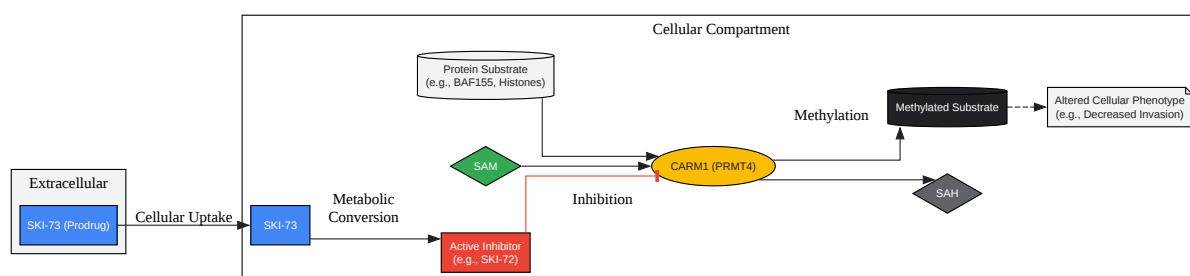 Cellular Compartment
Protein Substrate
(e.g., BAF155, Histones)
Methylated Substrate
Altered Cellular Phenotype
(e.g., Decreased Invasion)
Methylation
SAM
CARM1 (PRMT4)
SAH
Inhibition
Extracellular
SKI-73 (Prodrug)
Cellular Uptake
SKI-73
Metabolic
Conversion
Active Inhibitor
(e.g., SKI-72)